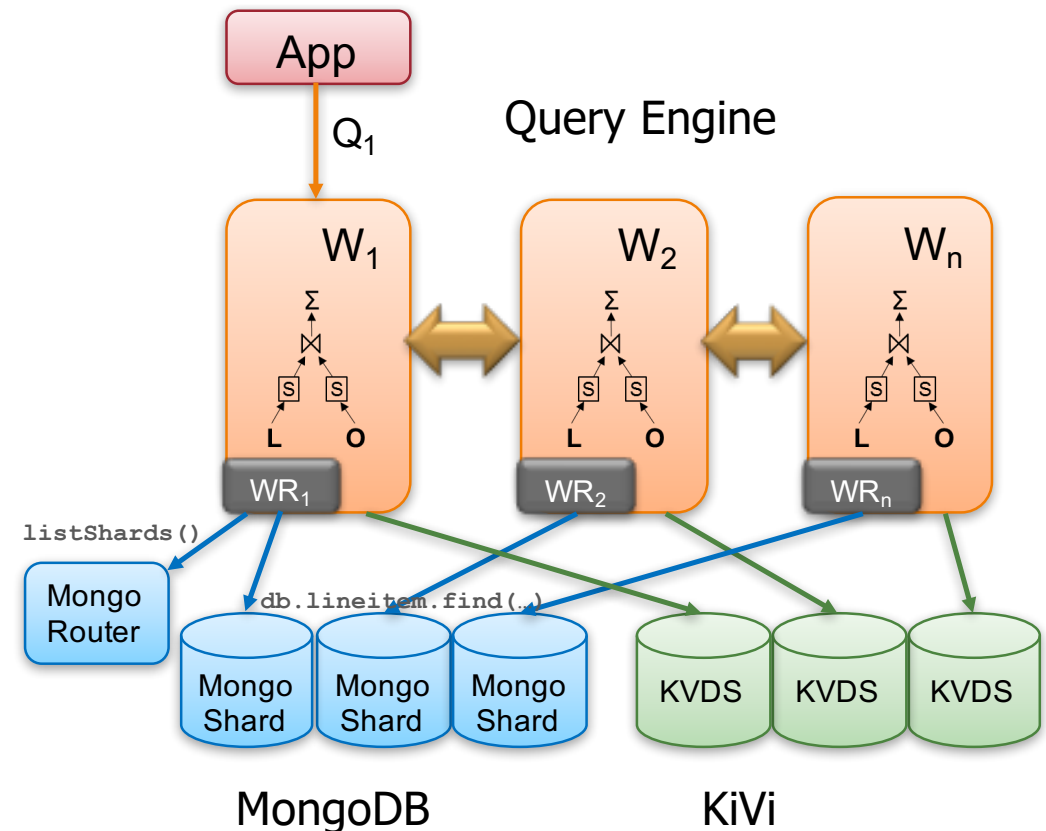 App
Q₁
Query Engine
W₁
W₂
Wₙ
Σ
Σ
Σ
⋈
⋈
⋈
S
S
S
S
S
S
L
O
L
O
L
O
WR₁
WR₂
WRₙ
listShards()
db.lineitem.find(…)
Mongo
Router
Mongo
Shard
Mongo
Shard
Mongo
Shard
KVDS
KVDS
KVDS
MongoDB
KiVi